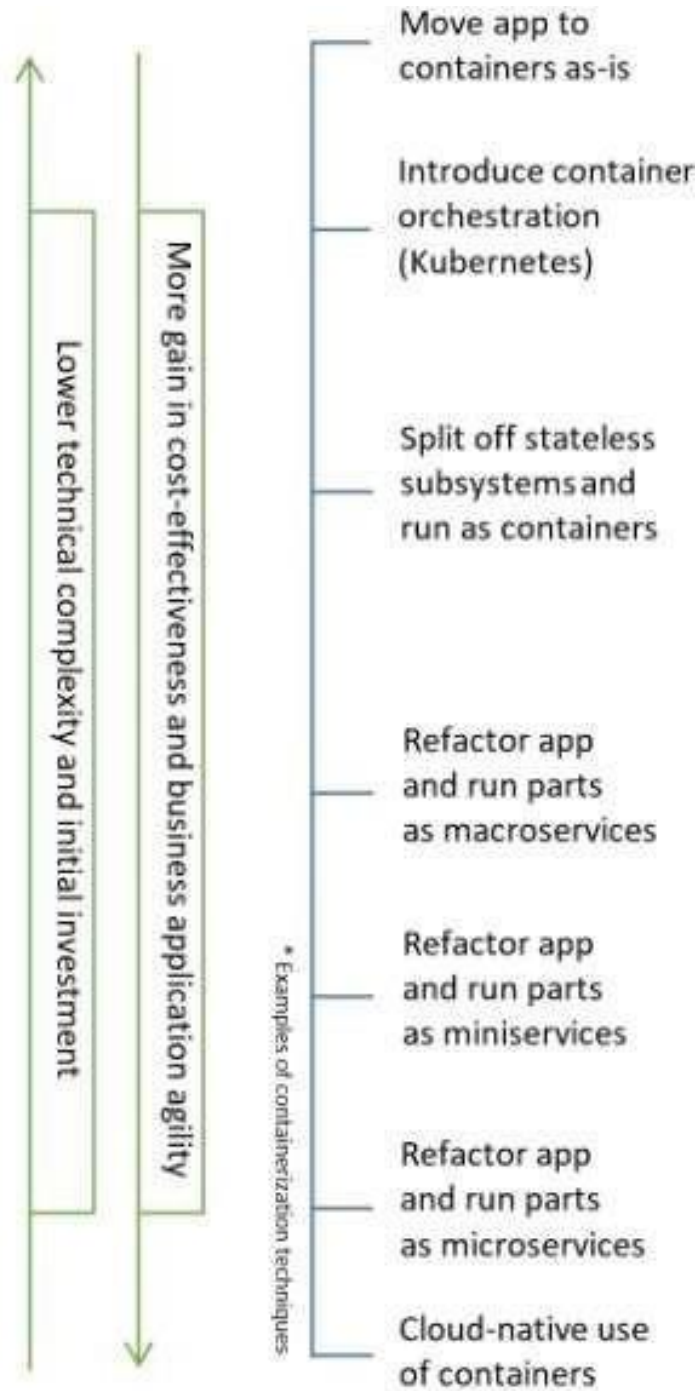 Lower technical complexity and initial investment
More gain in cost-effectiveness and business application agility
* Examples of containerization techniques
Move app to
containers as-is
Introduce container
orchestration
(Kubernetes)
Split off stateless
subsystems and
run as containers
Refactor app
and run parts
as macroservices
Refactor app
and run parts
as miniservices
Refactor app
and run parts
as microservices
Cloud-native use
of containers